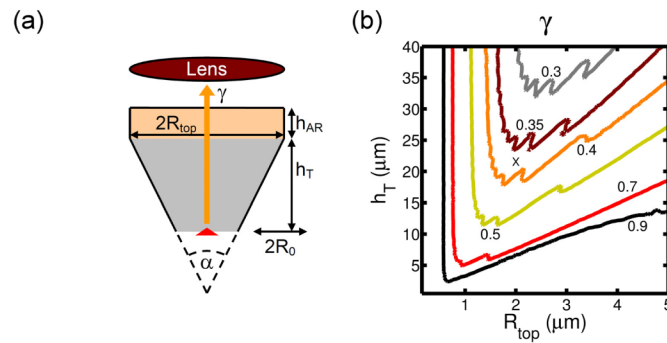 (a)
Lens
γ
2R_top
h_AR
h_T
2R_0
α
(b)
γ
40
35
30
25
20
15
10
5
h_T (μm)
0.3
0.35
0.4
x
0.5
0.7
0.9
1 2 3 4 5
R_top (μm)